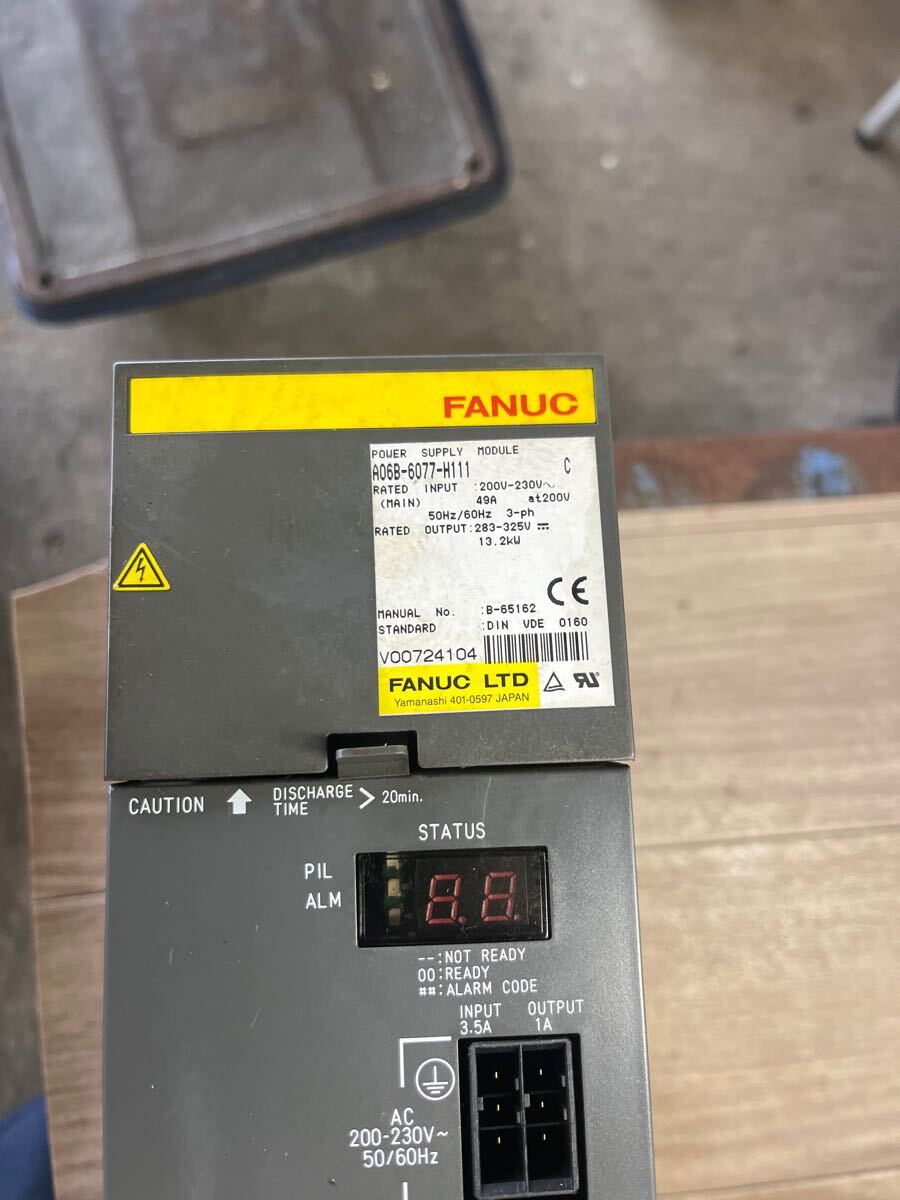 FANUC
POWER SUPPLY MODULE
A06B-6077-H111 C
RATED INPUT :200V-230V~
(MAIN) 49A at200V
50Hz/60Hz 3-ph
RATED OUTPUT:283-325V ⎓
13.2kW
CE
MANUAL No. :B-65162
STANDARD :DIN VDE 0160
V00724104
FANUC LTD
Yamanashi 401-0597 JAPAN
CAUTION DISCHARGE TIME > 20min.
STATUS
PIL
ALM
8.8.
--:NOT READY
00:READY
##:ALARM CODE
INPUT OUTPUT
3.5A 1A
AC
200-230V~
50/60Hz